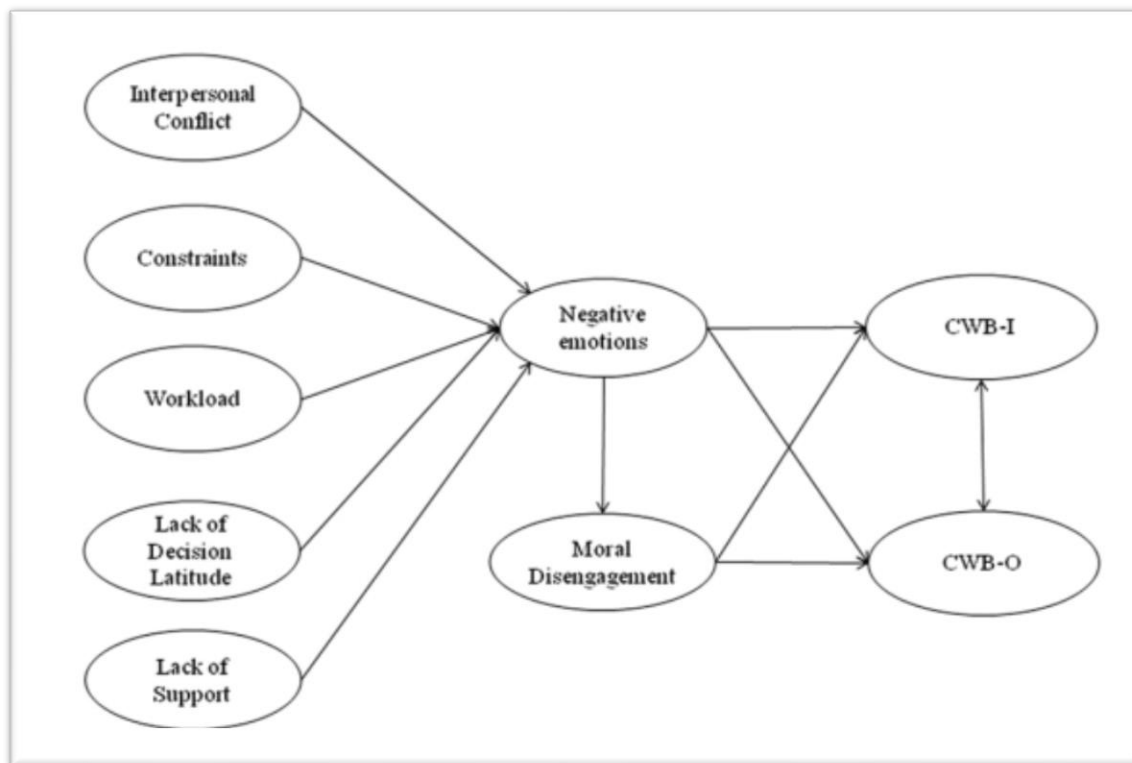 Interpersonal
Conflict
Constraints
Workload
Lack of
Decision
Latitude
Lack of
Support
Negative
emotions
Moral
Disengagement
CWB-I
CWB-O